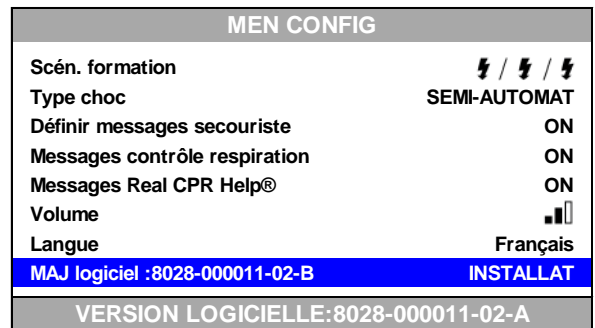 MEN CONFIG
Scén. formation / /
Type choc SEMI-AUTOMAT
Définir messages secouriste ON
Messages contrôle respiration ON
Messages Real CPR Help® ON
Volume
Langue Français
MAJ logiciel :8028-000011-02-B INSTALLAT
VERSION LOGICIELLE:8028-000011-02-A